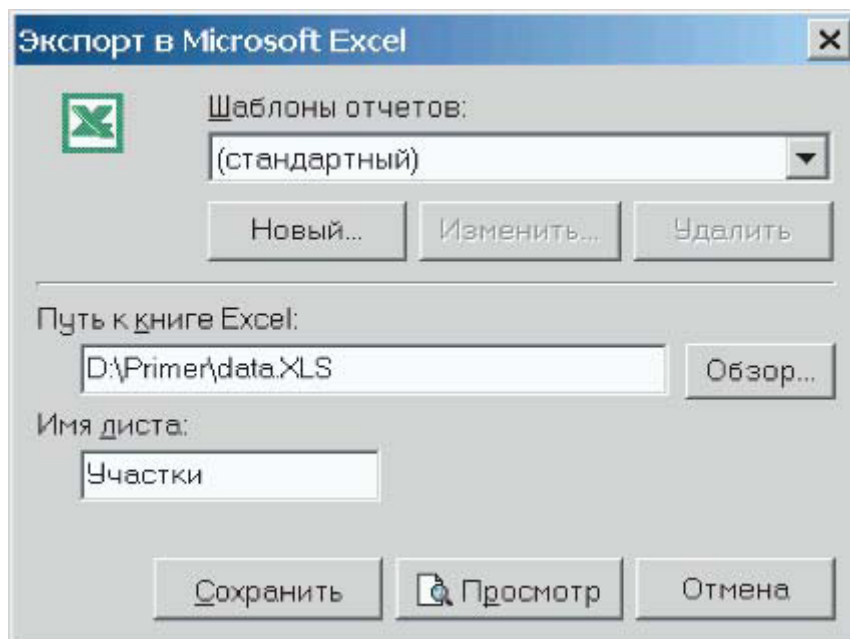 Экспорт в Microsoft Excel
Шаблоны отчетов:
(стандартный)
Новый... Изменить... Удалить
Путь к книге Excel:
D:\Primer\data.XLS Обзор...
Имя листа:
Участки
Сохранить Просмотр Отмена